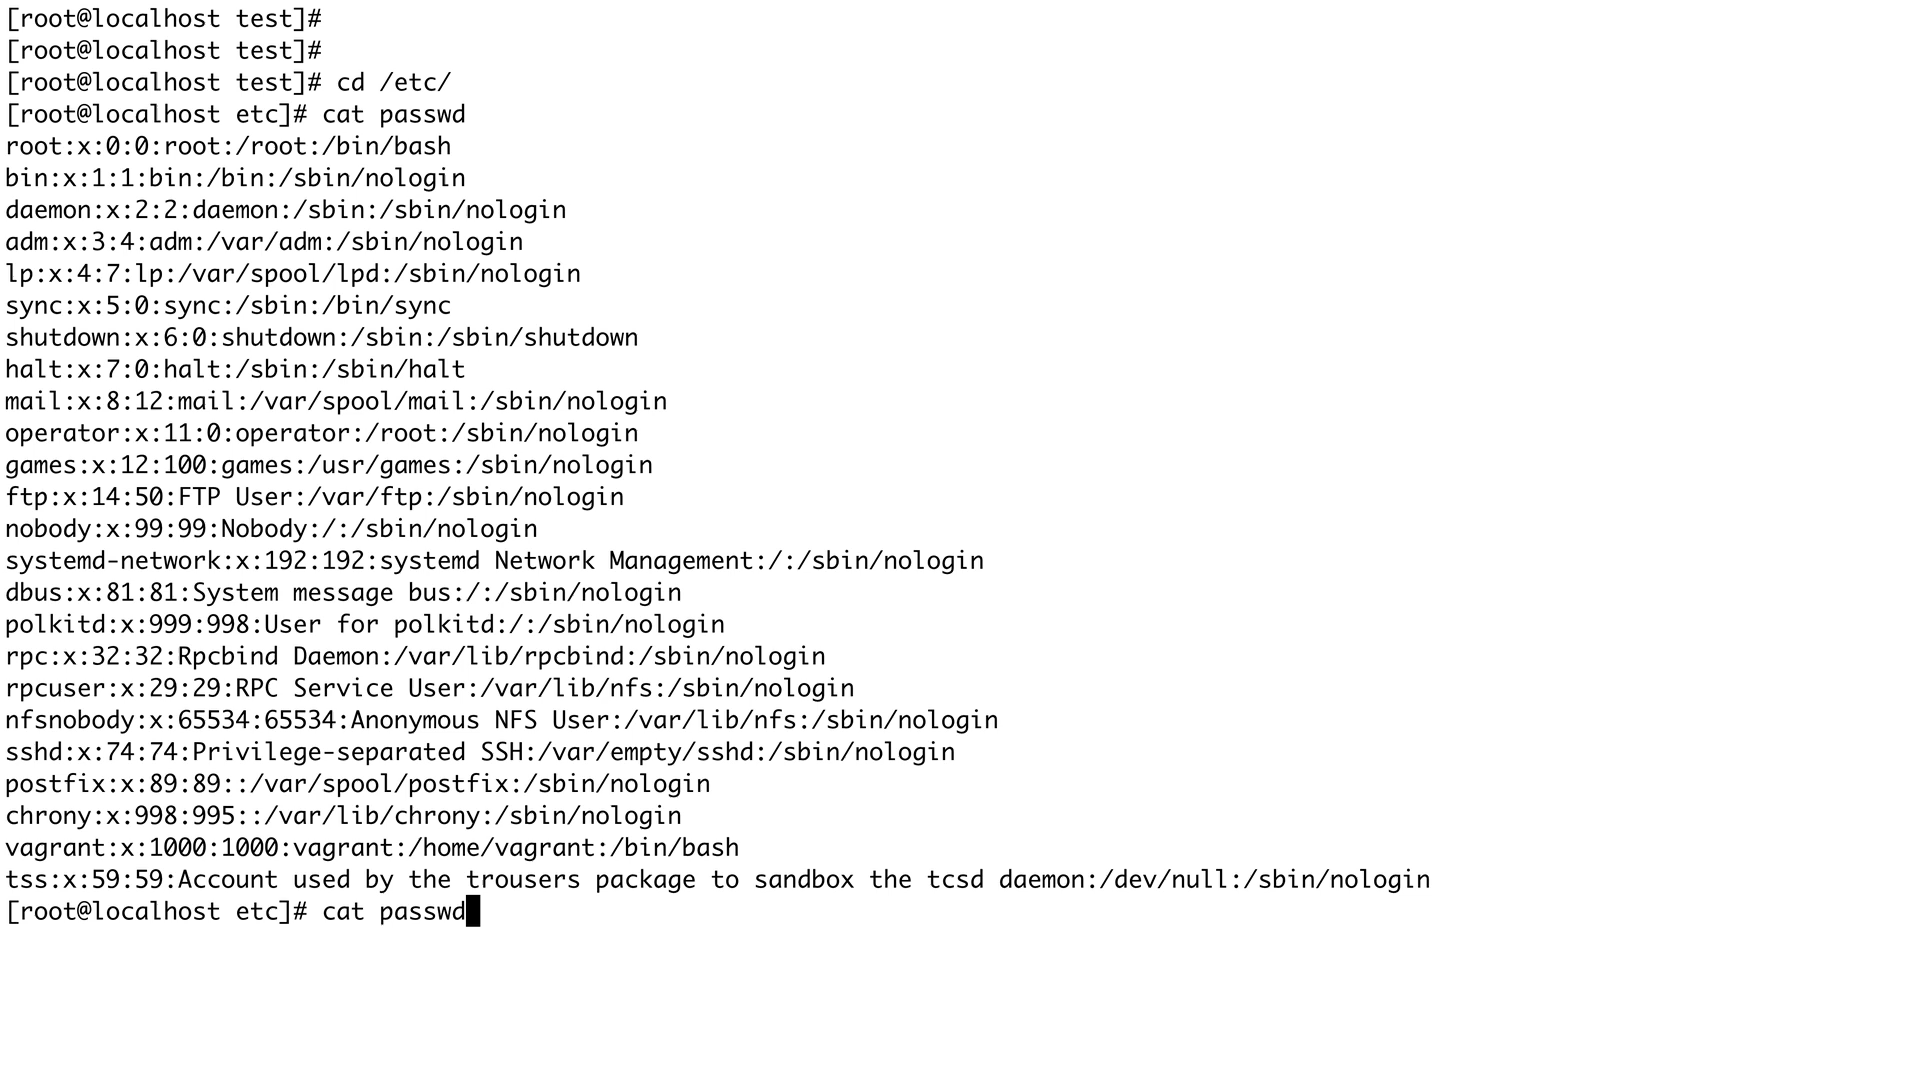 [root@localhost test]#
[root@localhost test]#
[root@localhost test]# cd /etc/
[root@localhost etc]# cat passwd
root:x:0:0:root:/root:/bin/bash
bin:x:1:1:bin:/bin:/sbin/nologin
daemon:x:2:2:daemon:/sbin:/sbin/nologin
adm:x:3:4:adm:/var/adm:/sbin/nologin
lp:x:4:7:lp:/var/spool/lpd:/sbin/nologin
sync:x:5:0:sync:/sbin:/bin/sync
shutdown:x:6:0:shutdown:/sbin:/sbin/shutdown
halt:x:7:0:halt:/sbin:/sbin/halt
mail:x:8:12:mail:/var/spool/mail:/sbin/nologin
operator:x:11:0:operator:/root:/sbin/nologin
games:x:12:100:games:/usr/games:/sbin/nologin
ftp:x:14:50:FTP User:/var/ftp:/sbin/nologin
nobody:x:99:99:Nobody:/:/sbin/nologin
systemd-network:x:192:192:systemd Network Management:/:/sbin/nologin
dbus:x:81:81:System message bus:/:/sbin/nologin
polkitd:x:999:998:User for polkitd:/:/sbin/nologin
rpc:x:32:32:Rpcbind Daemon:/var/lib/rpcbind:/sbin/nologin
rpcuser:x:29:29:RPC Service User:/var/lib/nfs:/sbin/nologin
nfsnobody:x:65534:65534:Anonymous NFS User:/var/lib/nfs:/sbin/nologin
sshd:x:74:74:Privilege-separated SSH:/var/empty/sshd:/sbin/nologin
postfix:x:89:89::/var/spool/postfix:/sbin/nologin
chrony:x:998:995::/var/lib/chrony:/sbin/nologin
vagrant:x:1000:1000:vagrant:/home/vagrant:/bin/bash
tss:x:59:59:Account used by the trousers package to sandbox the tcsd daemon:/dev/null:/sbin/nologin
[root@localhost etc]# cat passwd